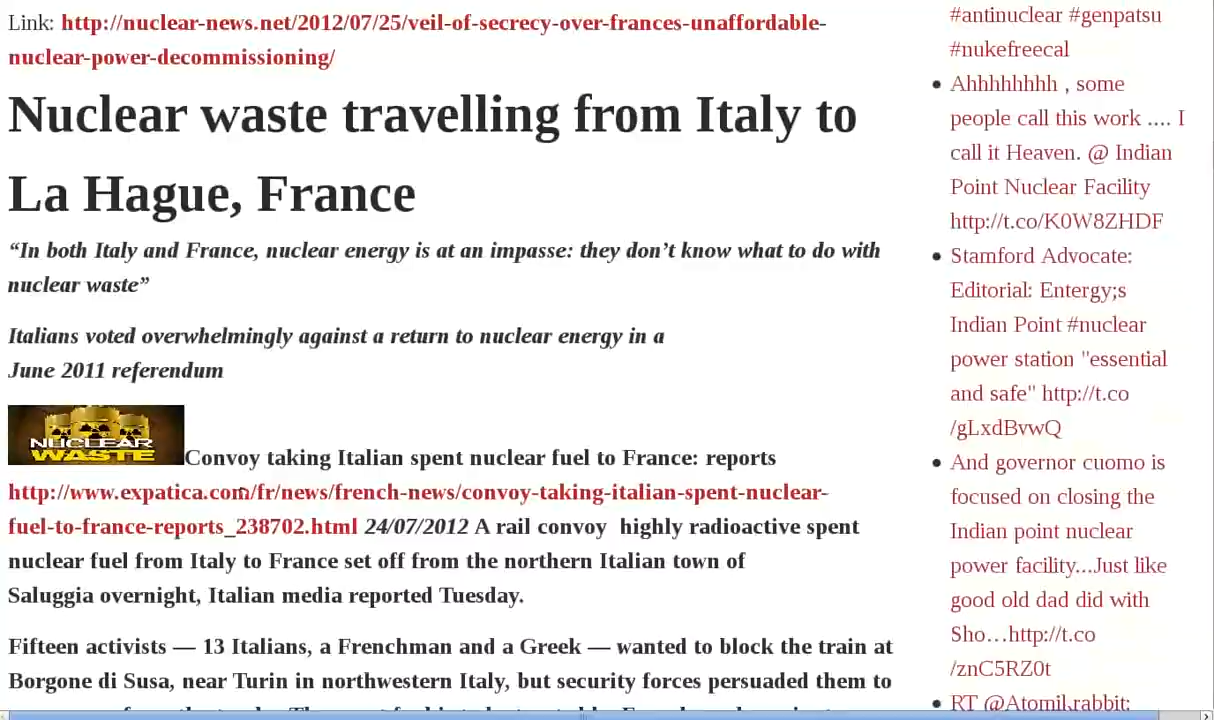 Link: http://nuclear-news.net/2012/07/25/veil-of-secrecy-over-frances-unaffordable-
nuclear-power-decommissioning/
Nuclear waste travelling from Italy to
La Hague, France
“In both Italy and France, nuclear energy is at an impasse: they don’t know what to do with
nuclear waste”
Italians voted overwhelmingly against a return to nuclear energy in a
June 2011 referendum
NUCLEAR
WASTE
Convoy taking Italian spent nuclear fuel to France: reports
http://www.expatica.com/fr/news/french-news/convoy-taking-italian-spent-nuclear-
fuel-to-france-reports_238702.html 24/07/2012 A rail convoy highly radioactive spent
nuclear fuel from Italy to France set off from the northern Italian town of
Saluggia overnight, Italian media reported Tuesday.
Fifteen activists — 13 Italians, a Frenchman and a Greek — wanted to block the train at
Borgone di Susa, near Turin in northwestern Italy, but security forces persuaded them to
#antinuclear #genpatsu
#nukefreecal
Ahhhhhhhh , some
people call this work .... I
call it Heaven. @ Indian
Point Nuclear Facility
http://t.co/K0W8ZHDF
Stamford Advocate:
Editorial: Entergy;s
Indian Point #nuclear
power station "essential
and safe" http://t.co
/gLxdBvwQ
And governor cuomo is
focused on closing the
Indian point nuclear
power facility...Just like
good old dad did with
Sho…http://t.co
/znC5RZ0t
RT @Atomikrabbit: